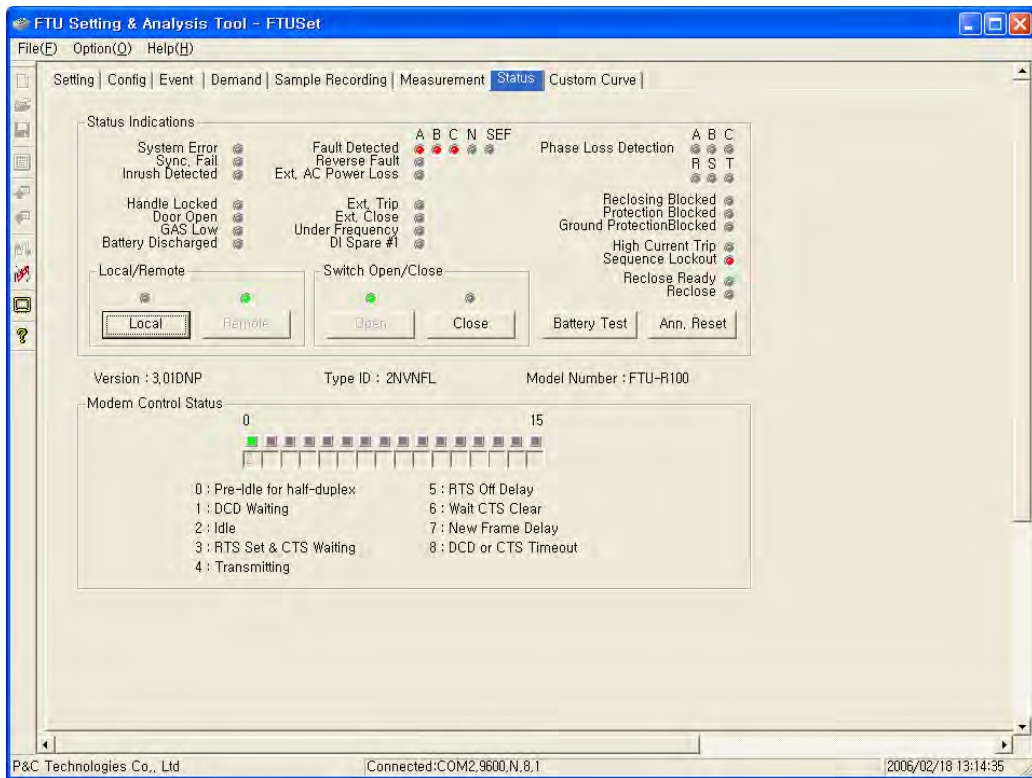 FTU Setting & Analysis Tool - FTUSet
File(F) Option(O) Help(H)
Setting Config Event Demand Sample Recording Measurement Status Custom Curve
Status Indications
System Error
Sync. Fail
Inrush Detected
Handle Locked
Door Open
GAS Low
Battery Discharged
A B C N SEF
Fault Detected
Reverse Fault
Ext. AC Power Loss
Ext. Trip
Ext. Close
Under Frequency
DI Spare #1
A B C
Phase Loss Detection
R S T
Reclosing Blocked
Protection Blocked
Ground ProtectionBlocked
High Current Trip
Sequence Lockout
Reclose Ready
Reclose
Local/Remote
Local Remote
Switch Open/Close
Open Close
Battery Test Ann. Reset
Version : 3.01DNP Type ID : 2NVNFL Model Number : FTU-R100
Modem Control Status
0 15
2
0 : Pre-Idle for half-duplex
1 : DCD Waiting
2 : Idle
3 : RTS Set & CTS Waiting
4 : Transmitting
5 : RTS Off Delay
6 : Wait CTS Clear
7 : New Frame Delay
8 : DCD or CTS Timeout
P&C Technologies Co., Ltd Connected:COM2,9600,N,8,1 2006/02/18 13:14:35